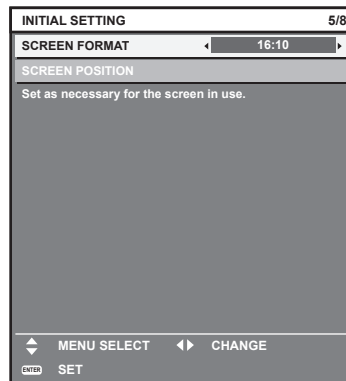 INITIAL SETTING 5/8
SCREEN FORMAT 16:10
SCREEN POSITION
Set as necessary for the screen in use.
MENU SELECT CHANGE
ENTER SET